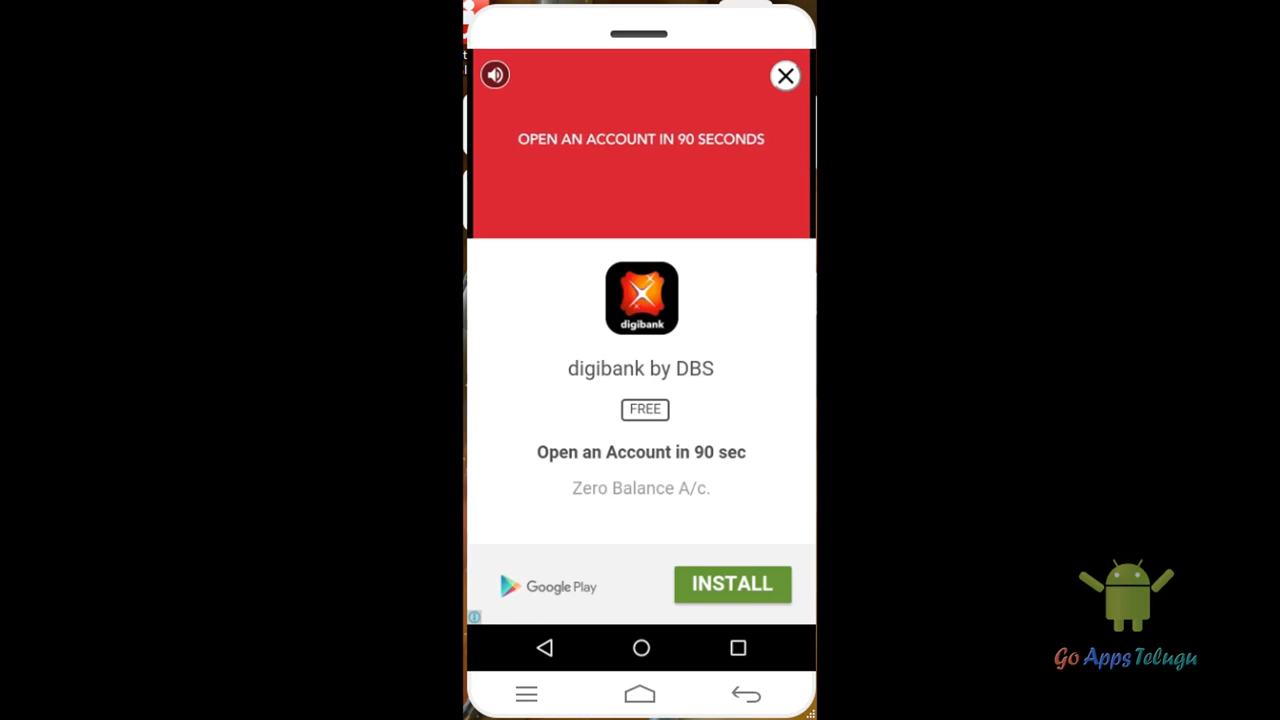 OPEN AN ACCOUNT IN 90 SECONDS
digibank
digibank by DBS
FREE
Open an Account in 90 sec
Zero Balance A/c.
Google Play
INSTALL
Go Apps Telugu